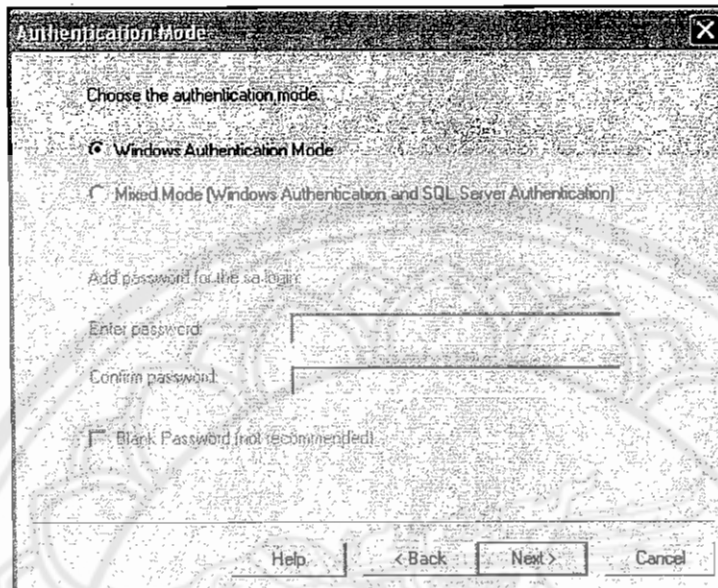 Authentication Mode
Choose the authentication mode.
Windows Authentication Mode
Mixed Mode (Windows Authentication and SQL Server Authentication)
Add password for the sa login:
Enter password:
Confirm password:
Blank Password (not recommended)
Help < Back Next > Cancel